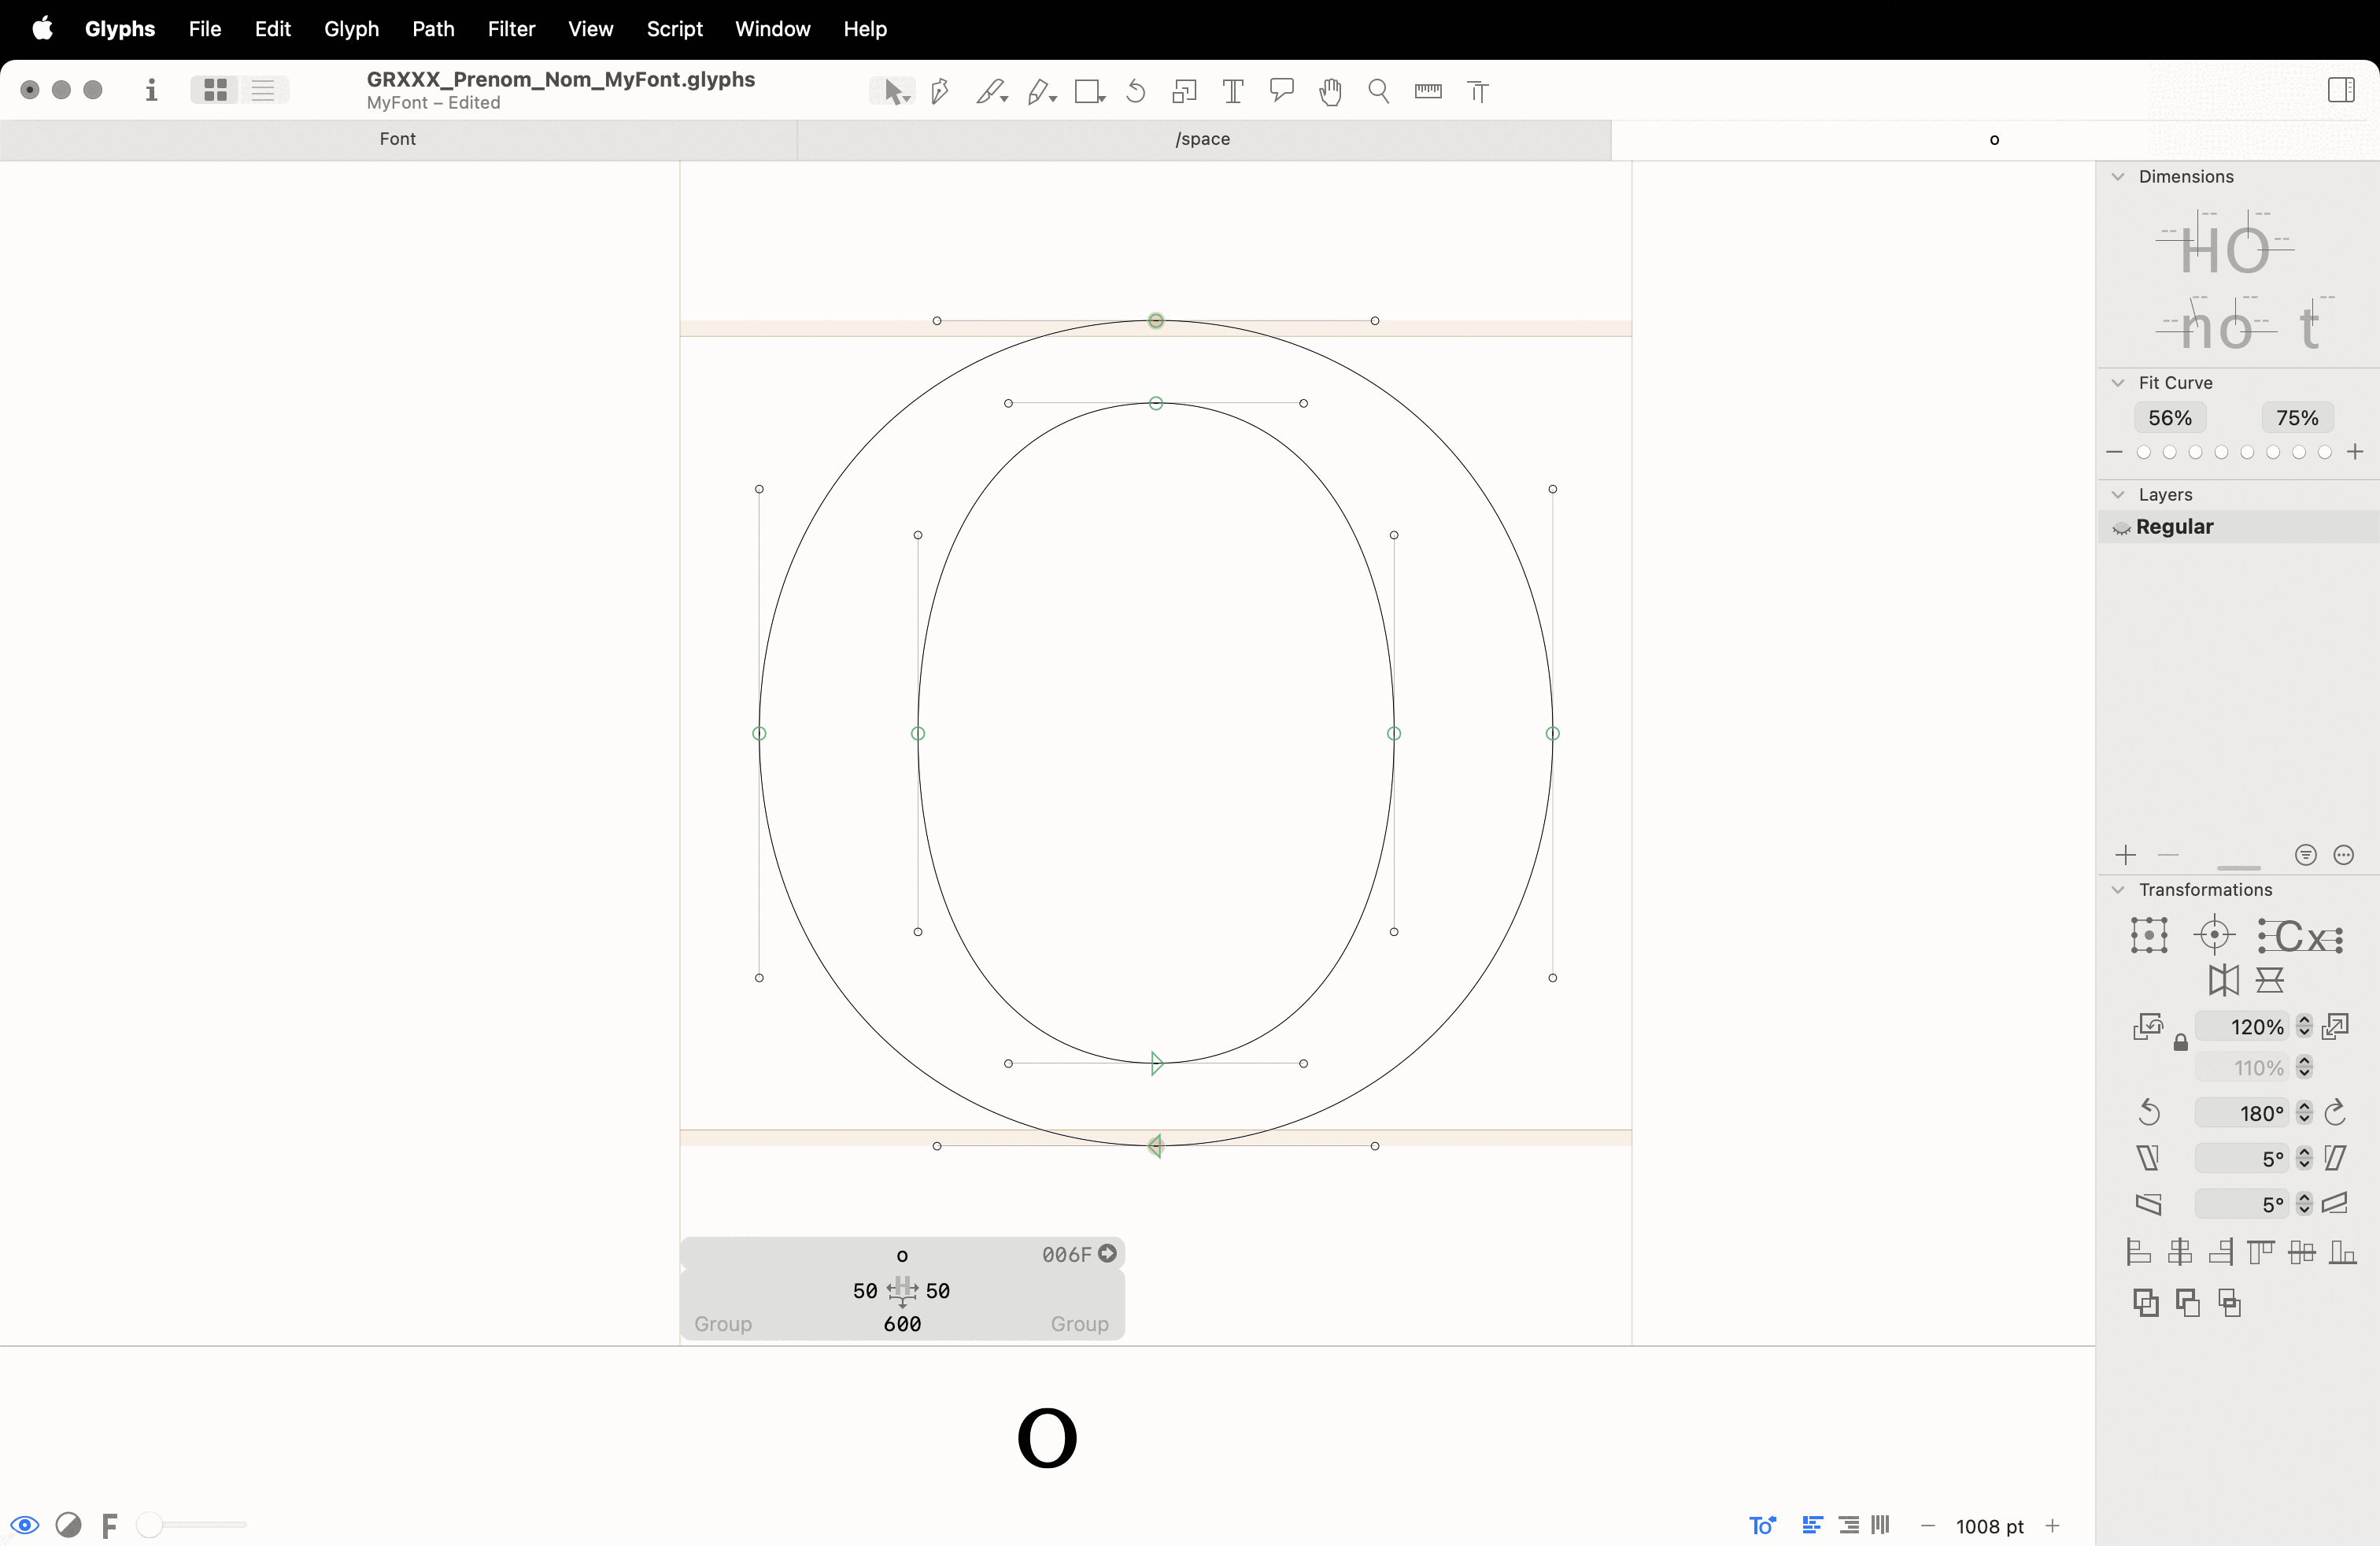 Glyphs File Edit Glyph Path Filter View Script Window Help
GRXXX_Prenom_Nom_MyFont.glyphs
MyFont – Edited
Font /space o
Dimensions
HO
no t
Fit Curve
56% 75%
Layers
Regular
Transformations
Cx
120%
110%
180°
5°
5°
o 006F
50 H 50
Group 600 Group
o
F To 1008 pt